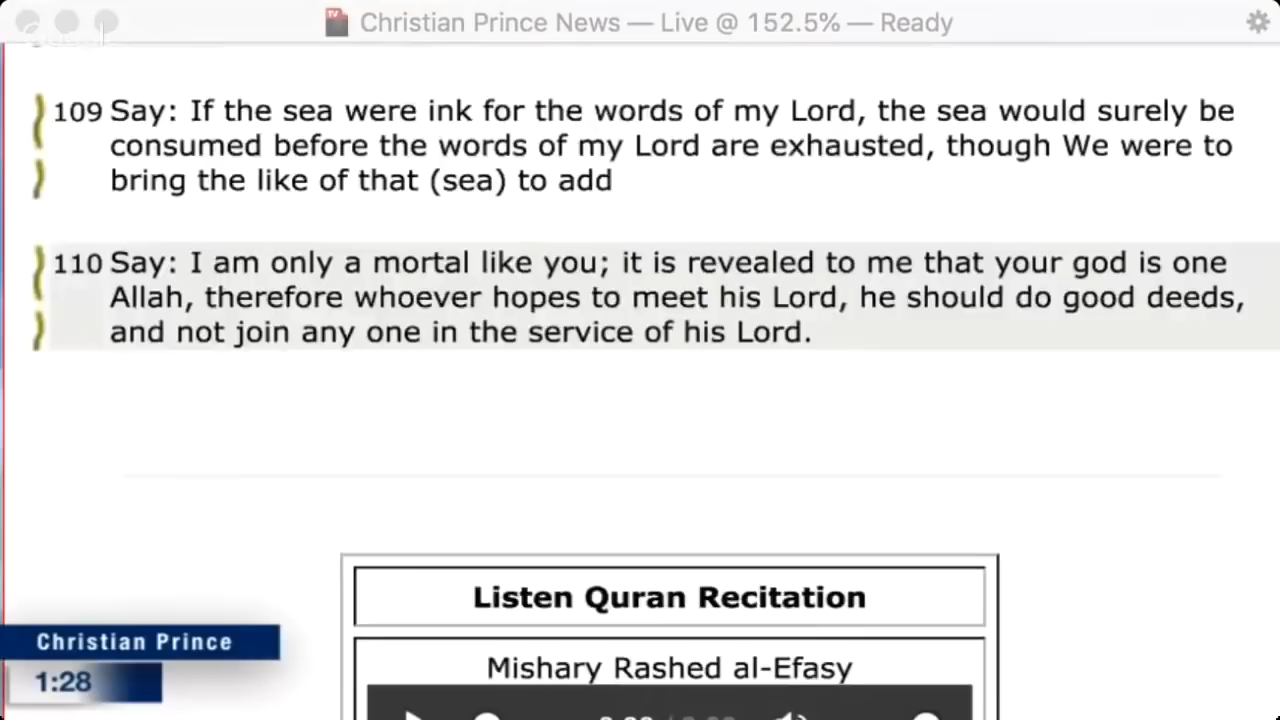 Christian Prince News — Live @ 152.5% — Ready
109 Say: If the sea were ink for the words of my Lord, the sea would surely be
consumed before the words of my Lord are exhausted, though We were to
bring the like of that (sea) to add
110 Say: I am only a mortal like you; it is revealed to me that your god is one
Allah, therefore whoever hopes to meet his Lord, he should do good deeds,
and not join any one in the service of his Lord.
Listen Quran Recitation
Mishary Rashed al-Efasy
Christian Prince
1:28